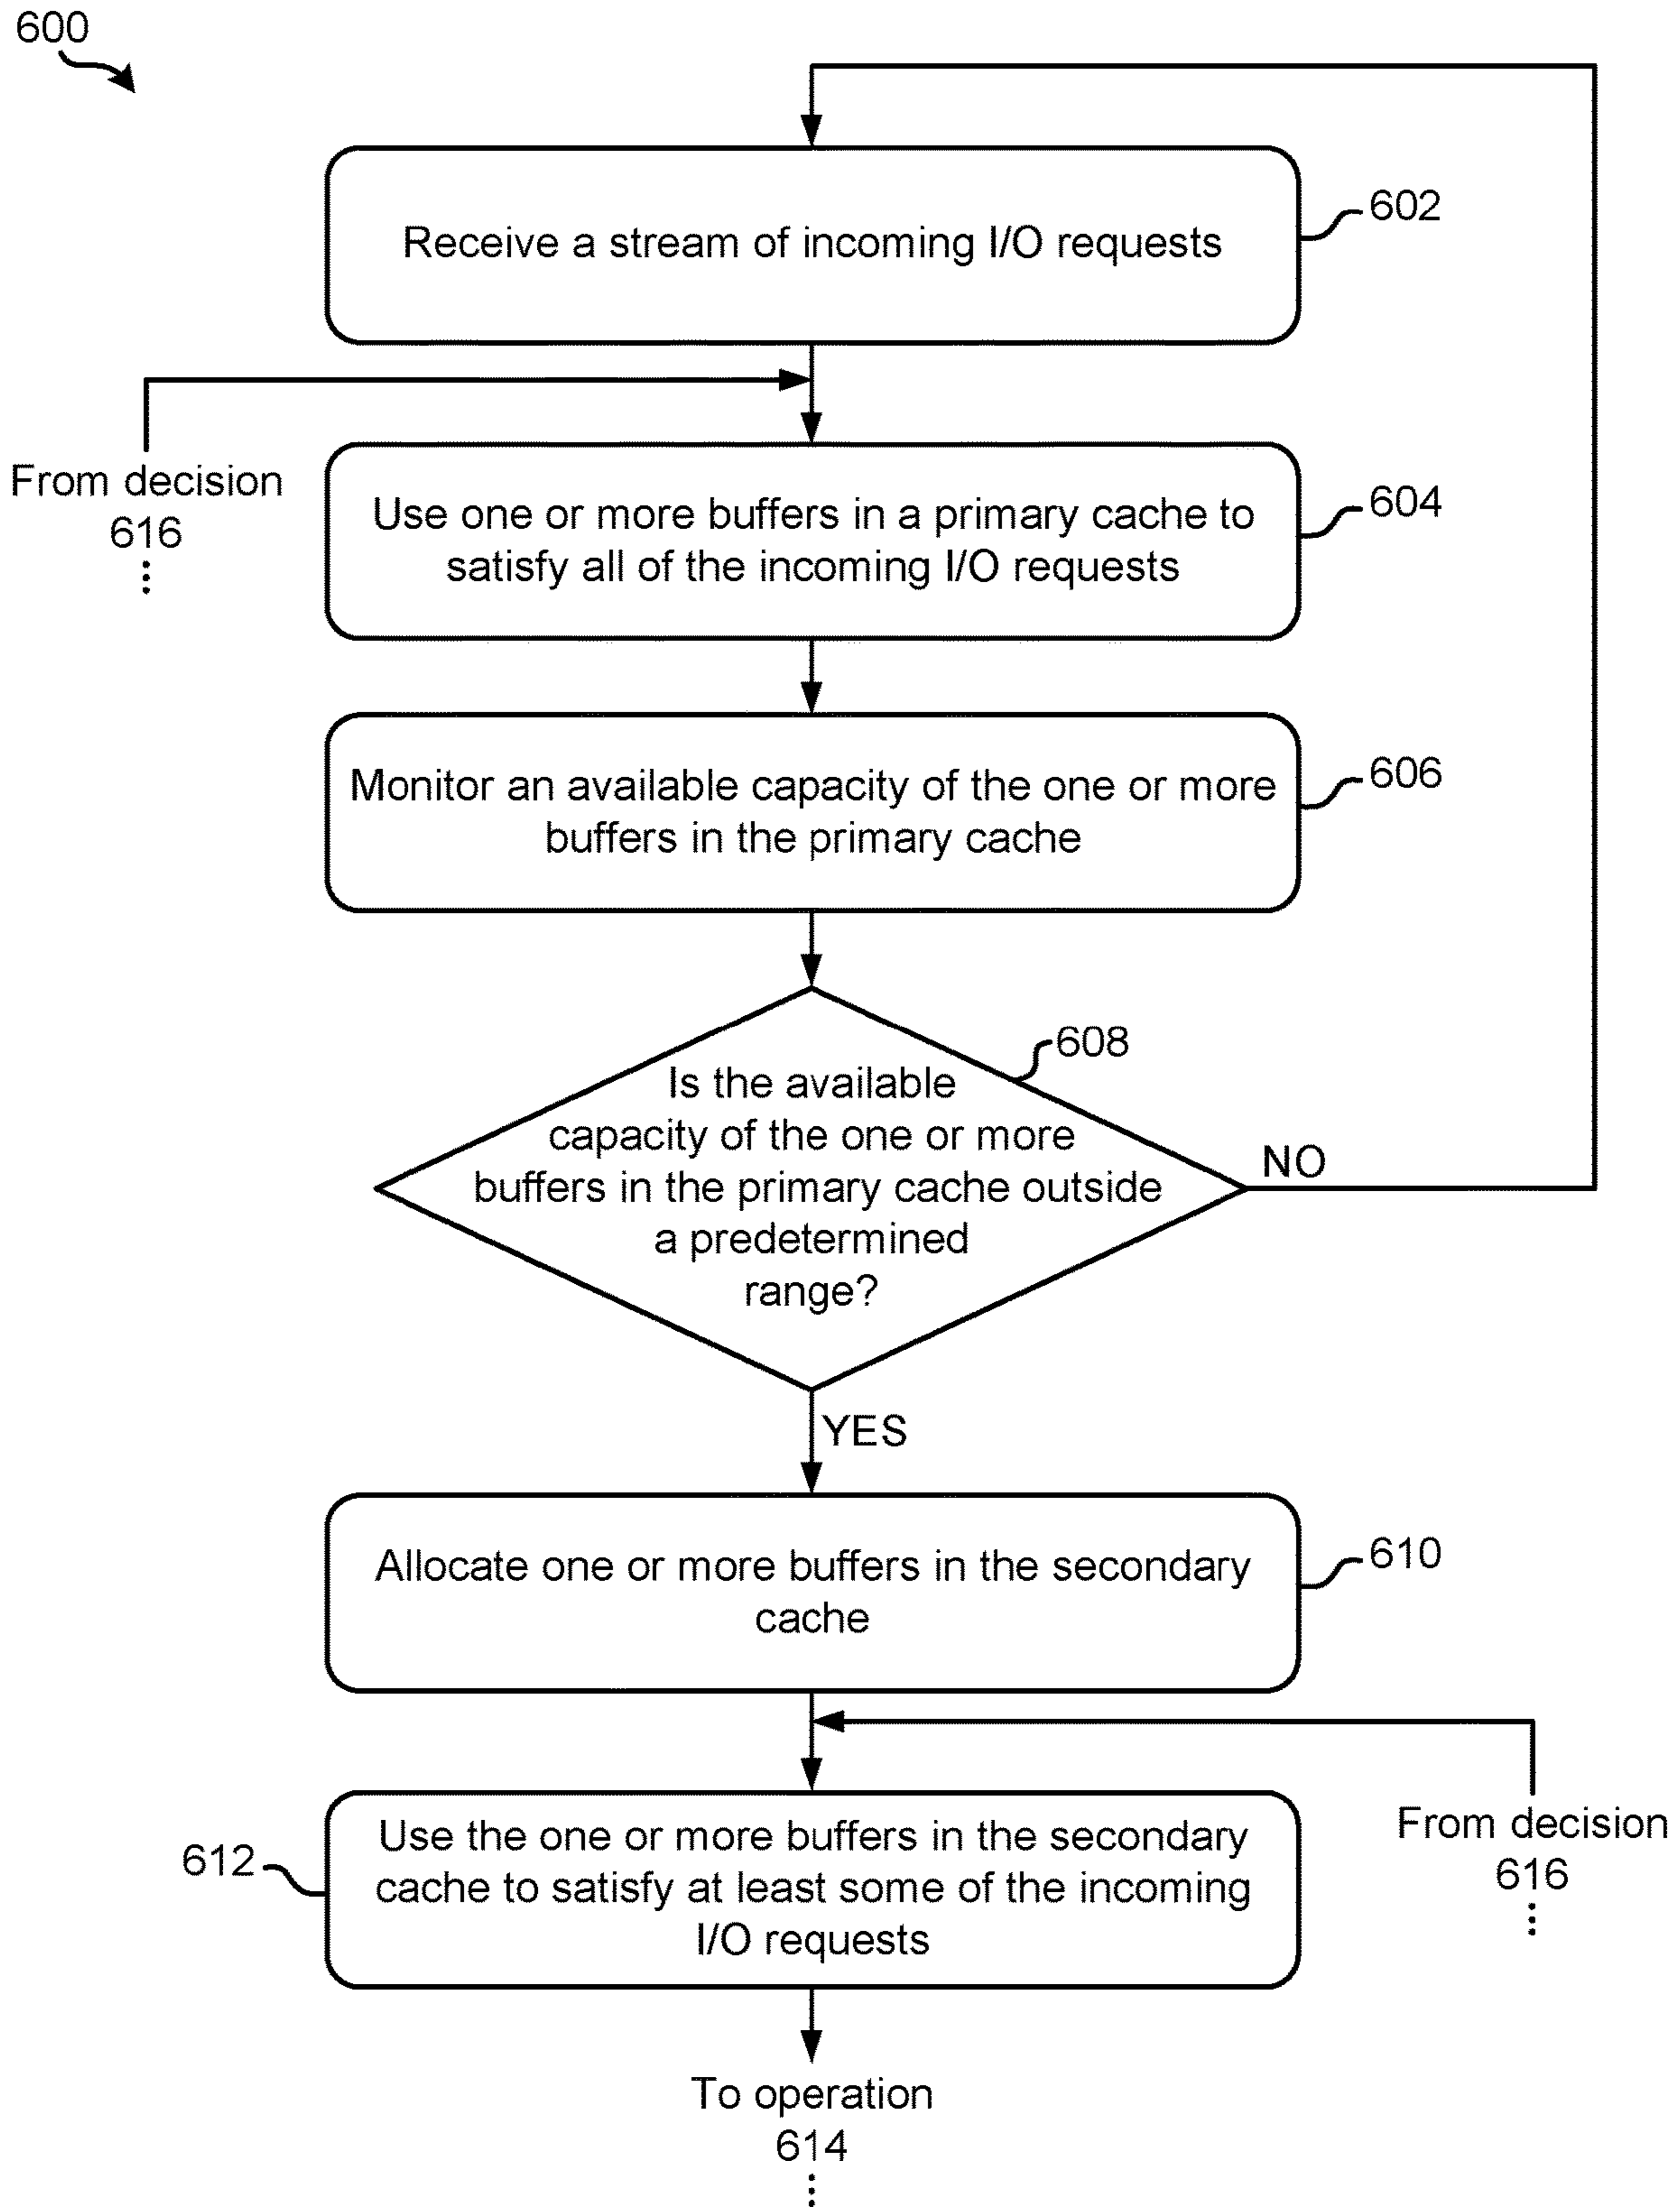 600
Receive a stream of incoming I/O requests
602
From decision
616
⋮
Use one or more buffers in a primary cache to
satisfy all of the incoming I/O requests
604
Monitor an available capacity of the one or more
buffers in the primary cache
606
608
Is the available
capacity of the one or more
buffers in the primary cache outside
a predetermined
range?
NO
YES
Allocate one or more buffers in the secondary
cache
610
612
Use the one or more buffers in the secondary
cache to satisfy at least some of the incoming
I/O requests
From decision
616
⋮
To operation
614
⋮